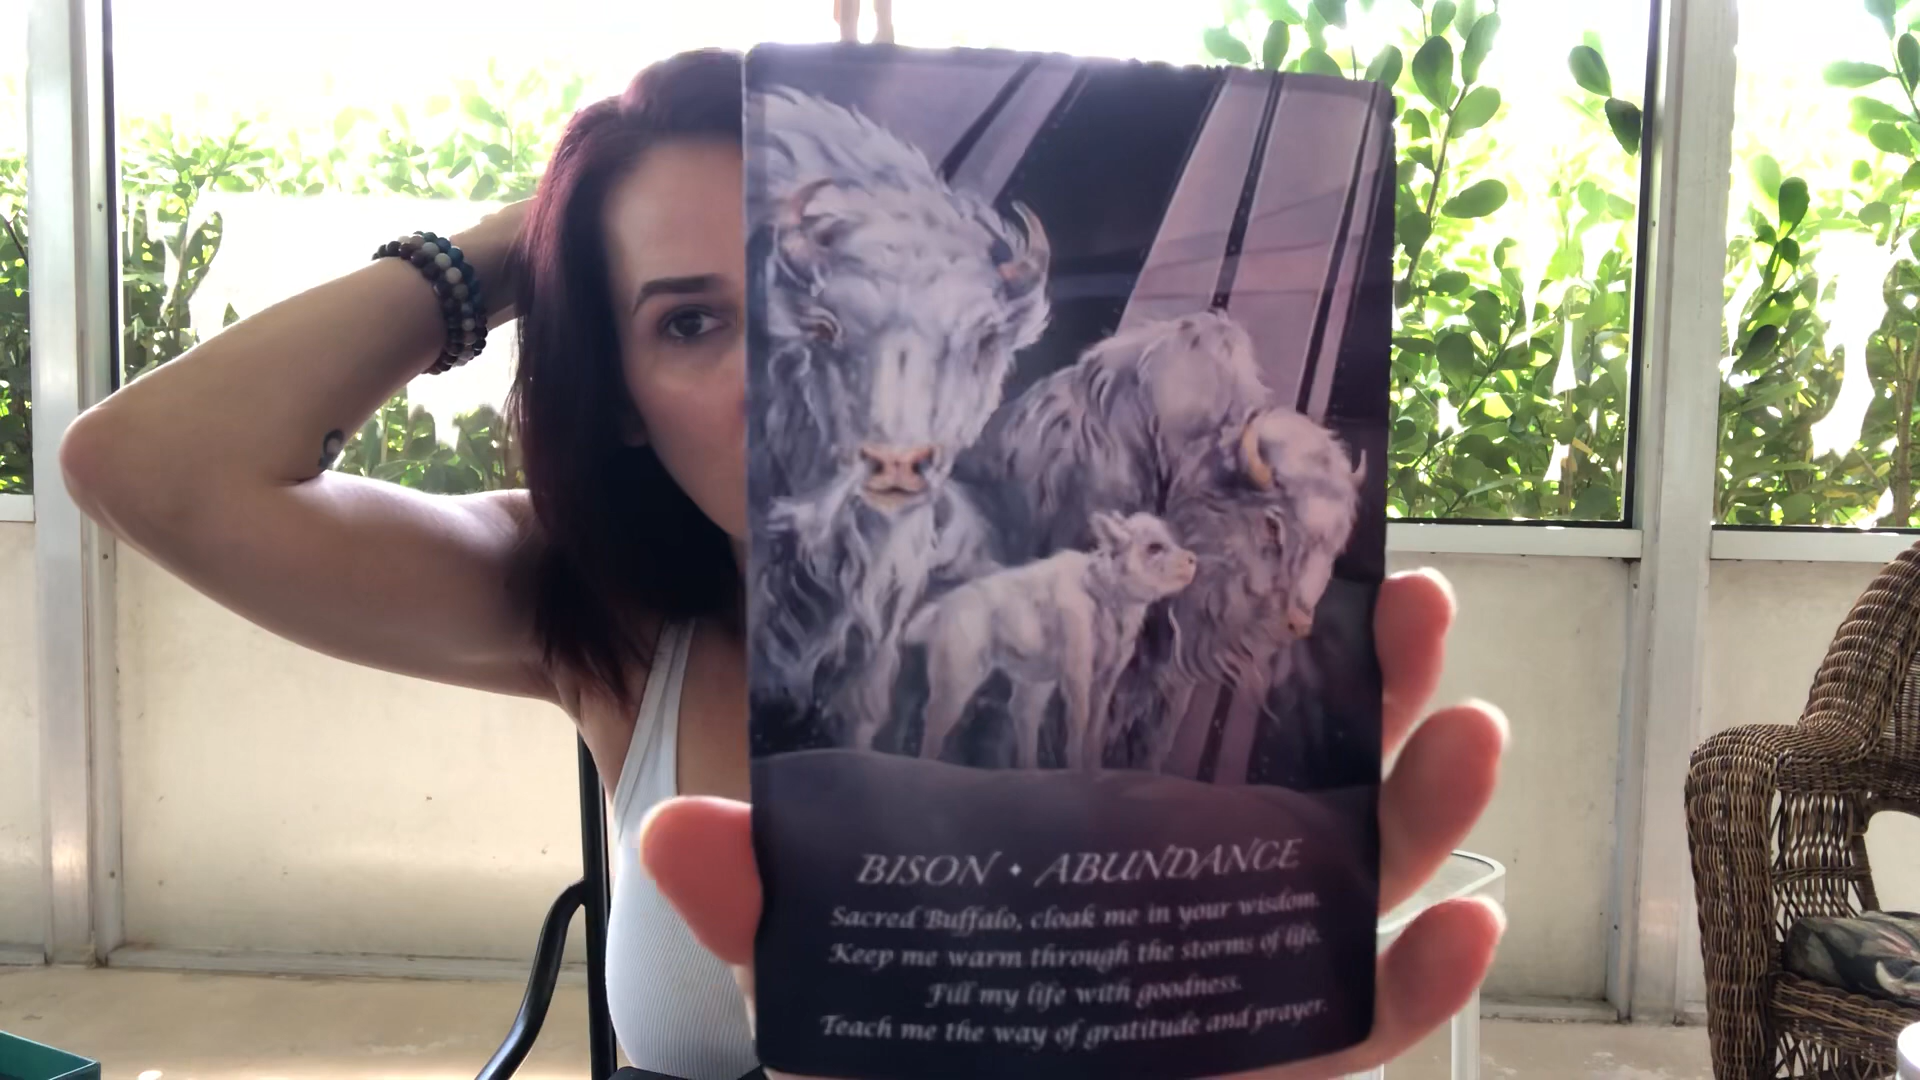 BISON • ABUNDANCE
Sacred Buffalo, cloak me in your wisdom.
Keep me warm through the storms of life.
Fill my life with goodness.
Teach me the way of gratitude and prayer.